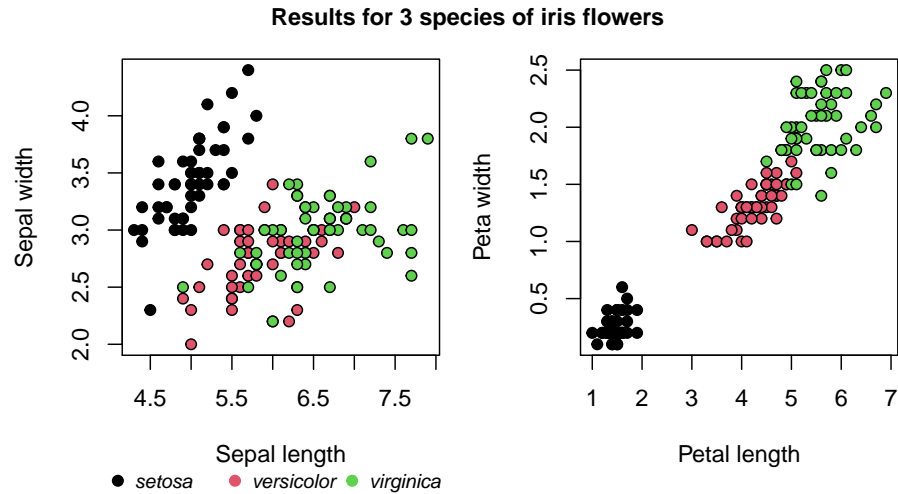 Results for 3 species of iris flowers
Sepal width
2.0 2.5 3.0 3.5 4.0
4.5 5.5 6.5 7.5
Sepal length
Peta width
0.5 1.0 1.5 2.0 2.5
1 2 3 4 5 6 7
Petal length
setosa versicolor virginica